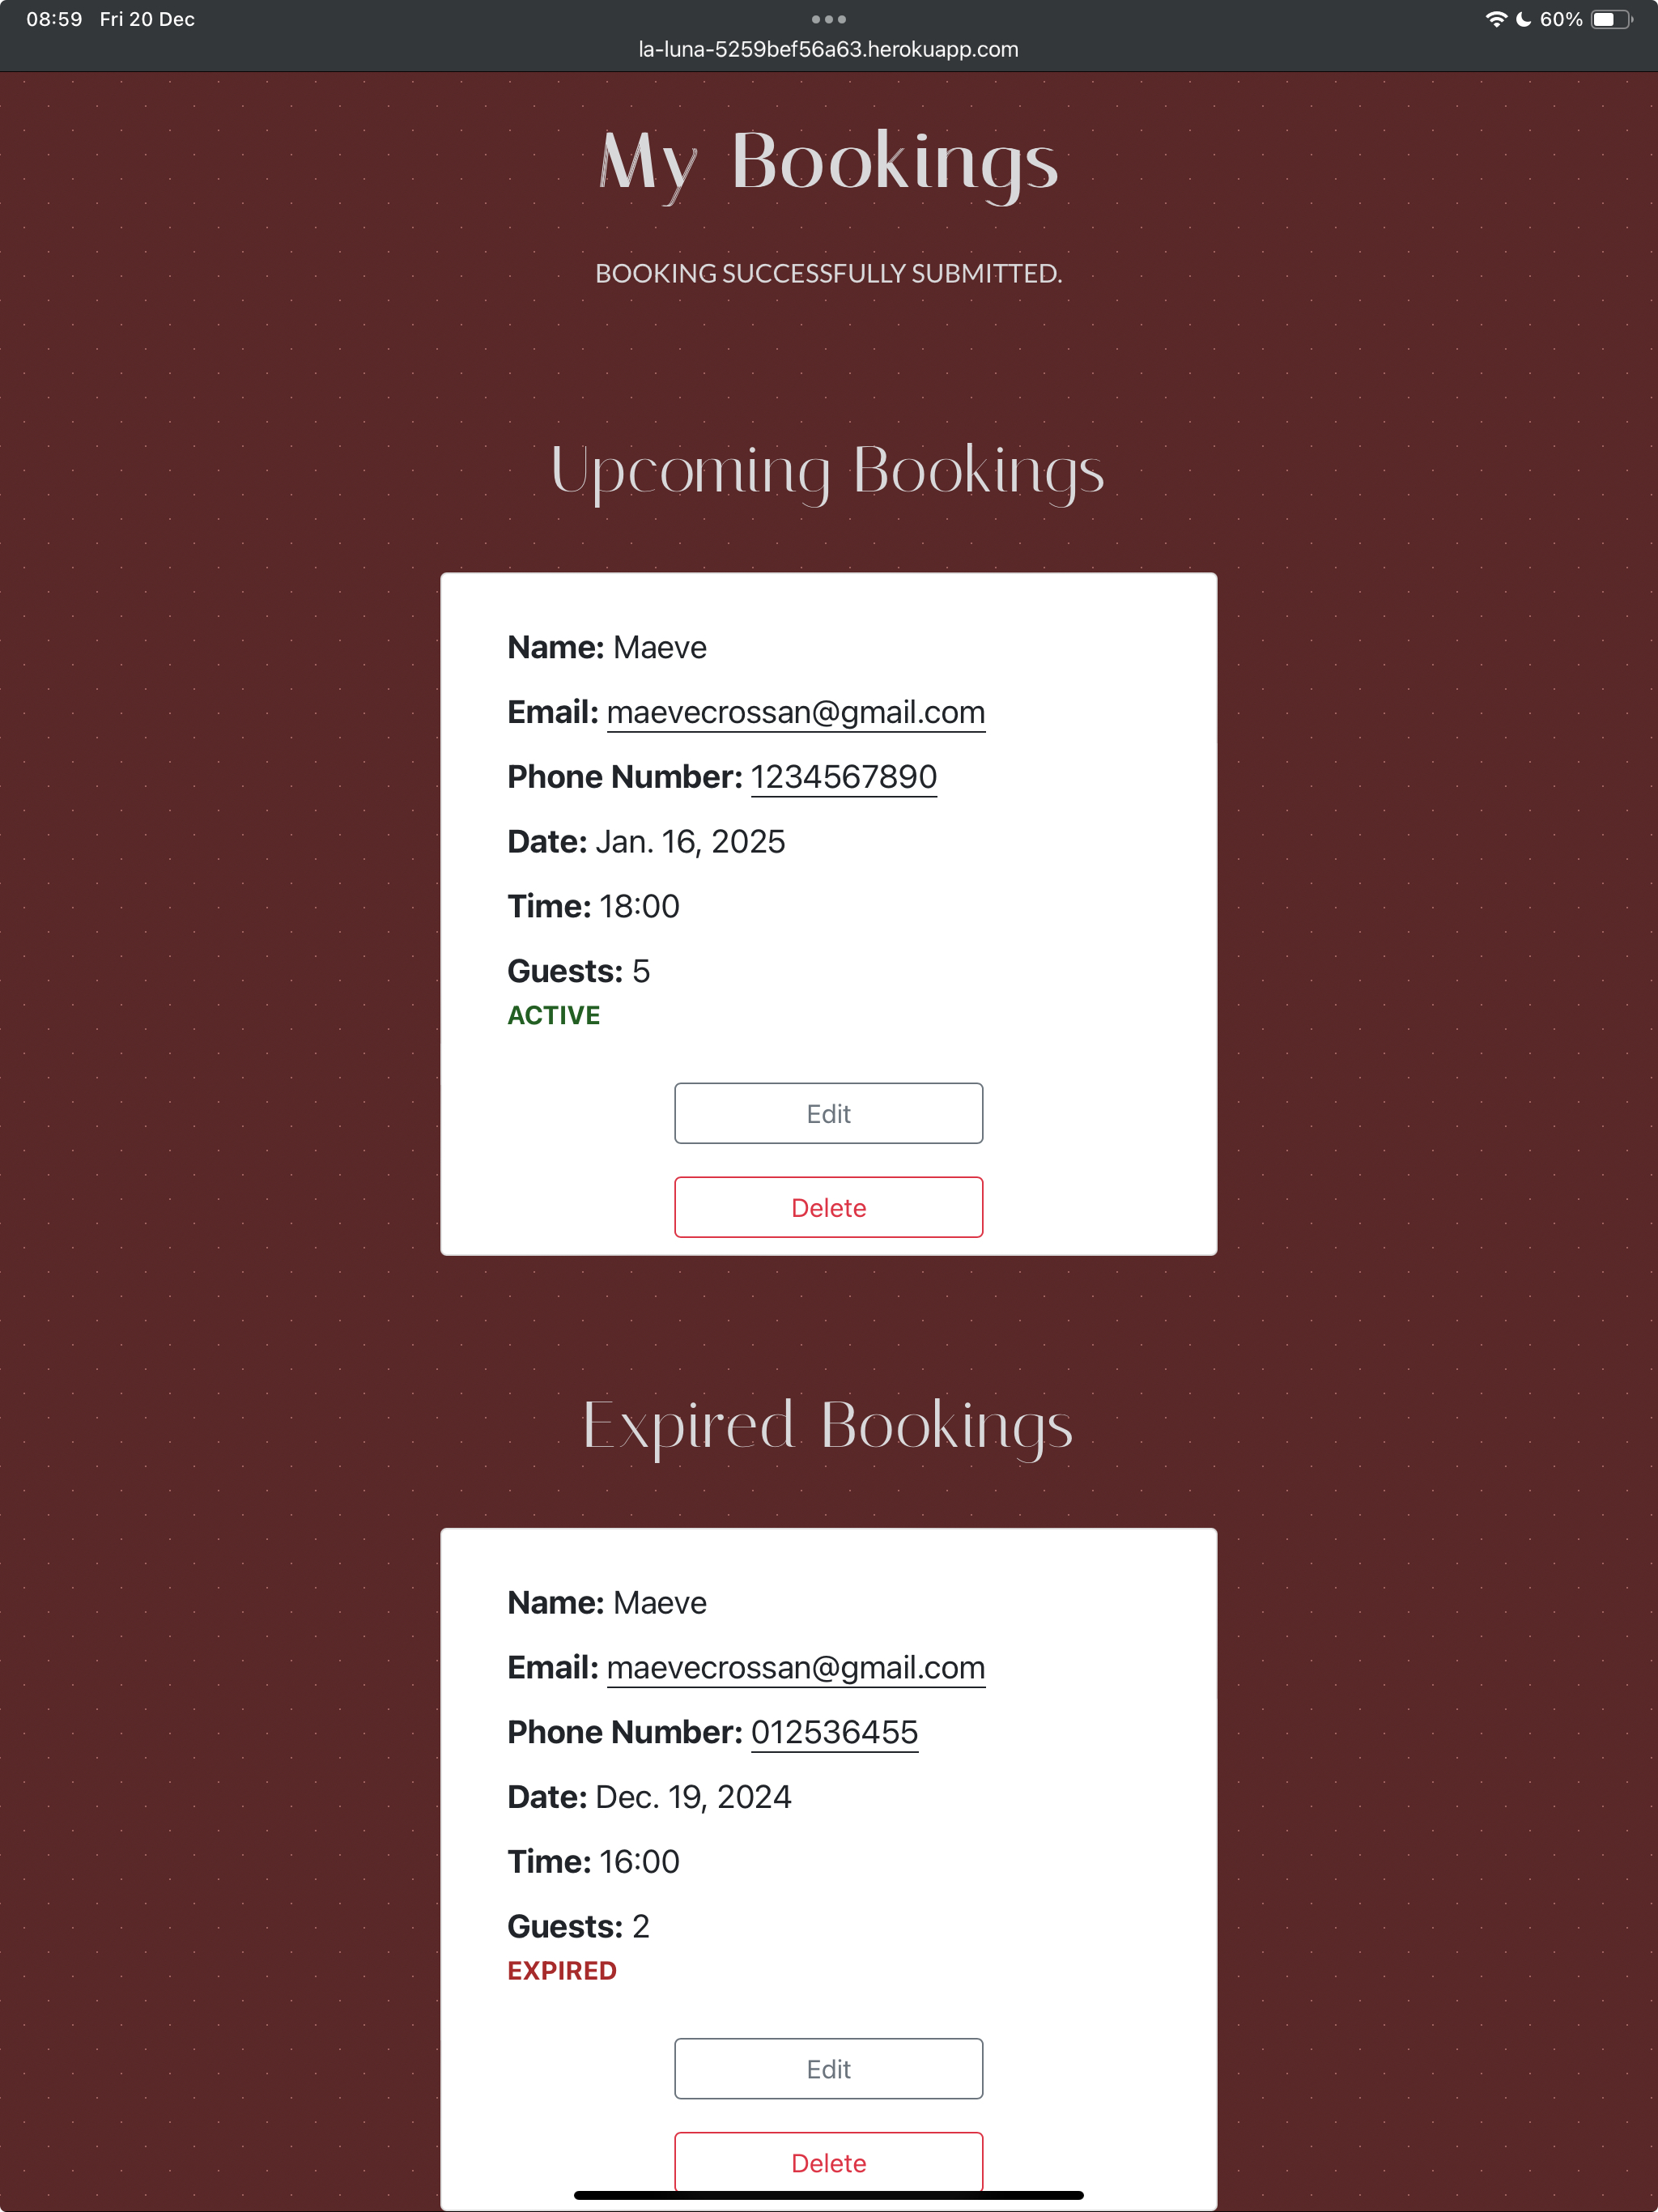 08:59 Fri 20 Dec
60%
la-luna-5259bef56a63.herokuapp.com
My Bookings
BOOKING SUCCESSFULLY SUBMITTED.
Upcoming Bookings
Name: Maeve
Email: maevecrossan@gmail.com
Phone Number: 1234567890
Date: Jan. 16, 2025
Time: 18:00
Guests: 5
ACTIVE
Edit
Delete
Expired Bookings
Name: Maeve
Email: maevecrossan@gmail.com
Phone Number: 012536455
Date: Dec. 19, 2024
Time: 16:00
Guests: 2
EXPIRED
Edit
Delete